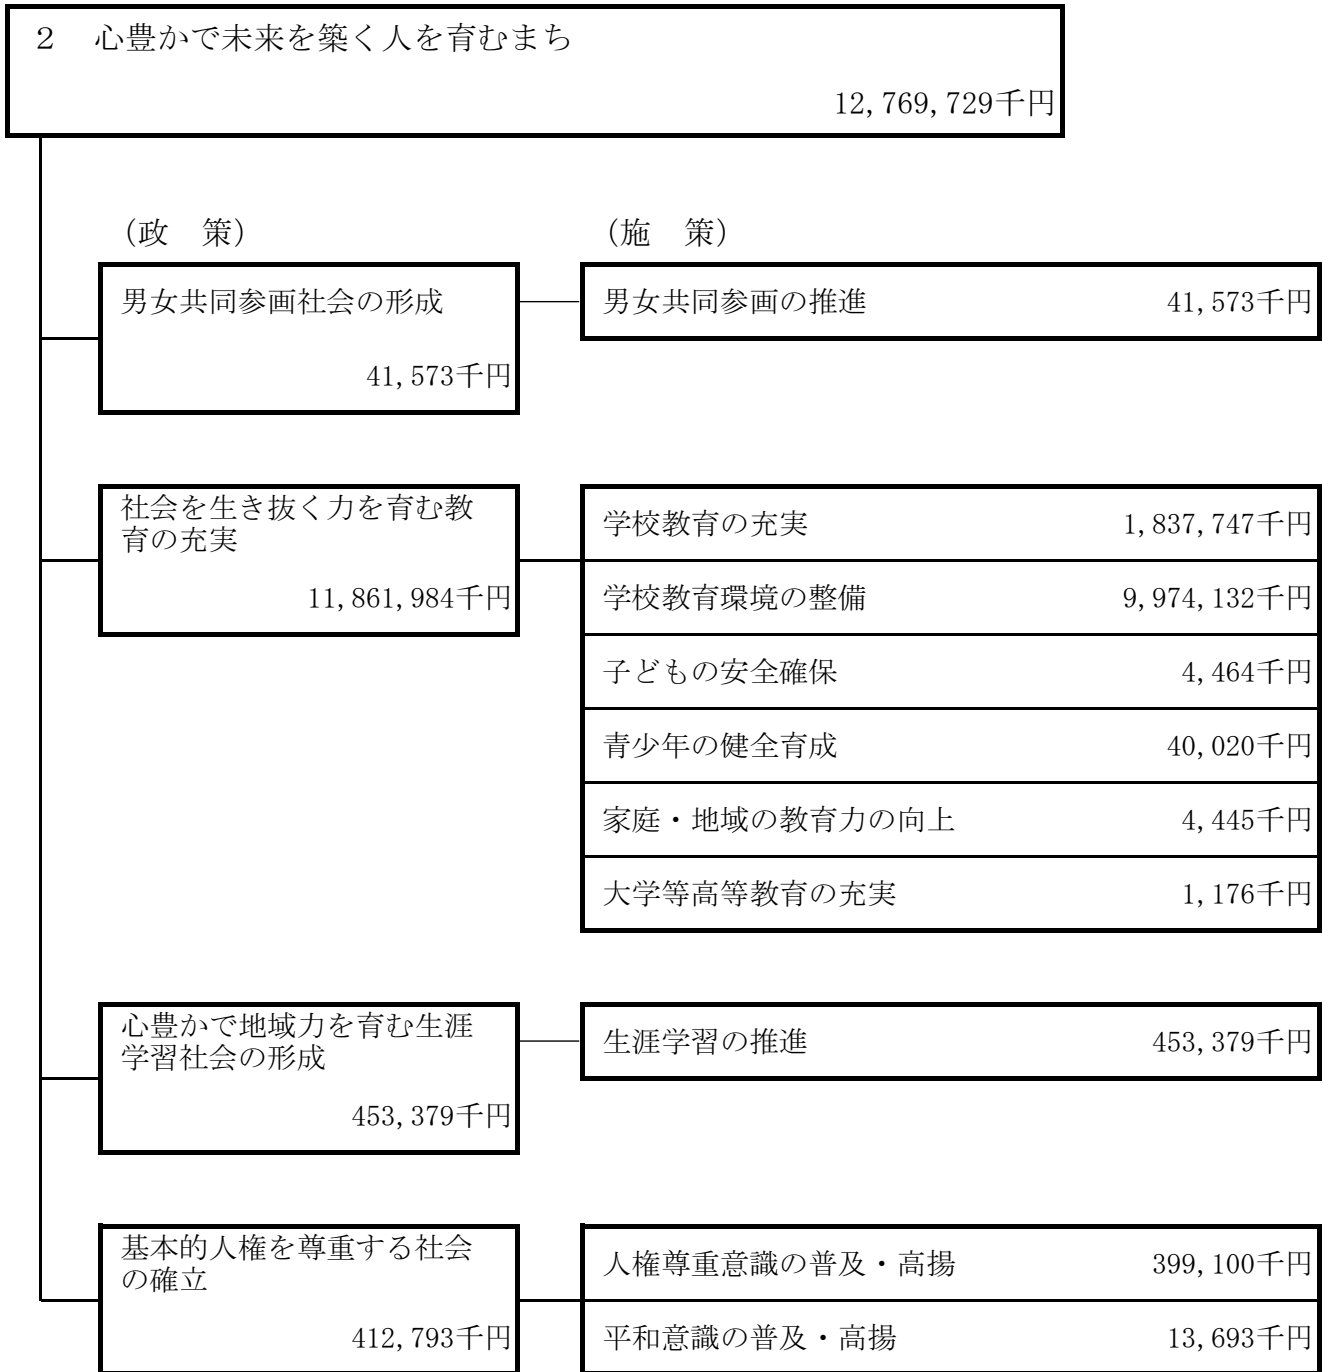 ２　心豊かで未来を築く人を育むまち
12,769,729千円
（政　策）
（施　策）
男女共同参画社会の形成
41,573千円
男女共同参画の推進　41,573千円
社会を生き抜く力を育む教
育の充実
11,861,984千円
学校教育の充実　1,837,747千円
学校教育環境の整備　9,974,132千円
子どもの安全確保　4,464千円
青少年の健全育成　40,020千円
家庭・地域の教育力の向上　4,445千円
大学等高等教育の充実　1,176千円
心豊かで地域力を育む生涯
学習社会の形成
453,379千円
生涯学習の推進　453,379千円
基本的人権を尊重する社会
の確立
412,793千円
人権尊重意識の普及・高揚　399,100千円
平和意識の普及・高揚　13,693千円